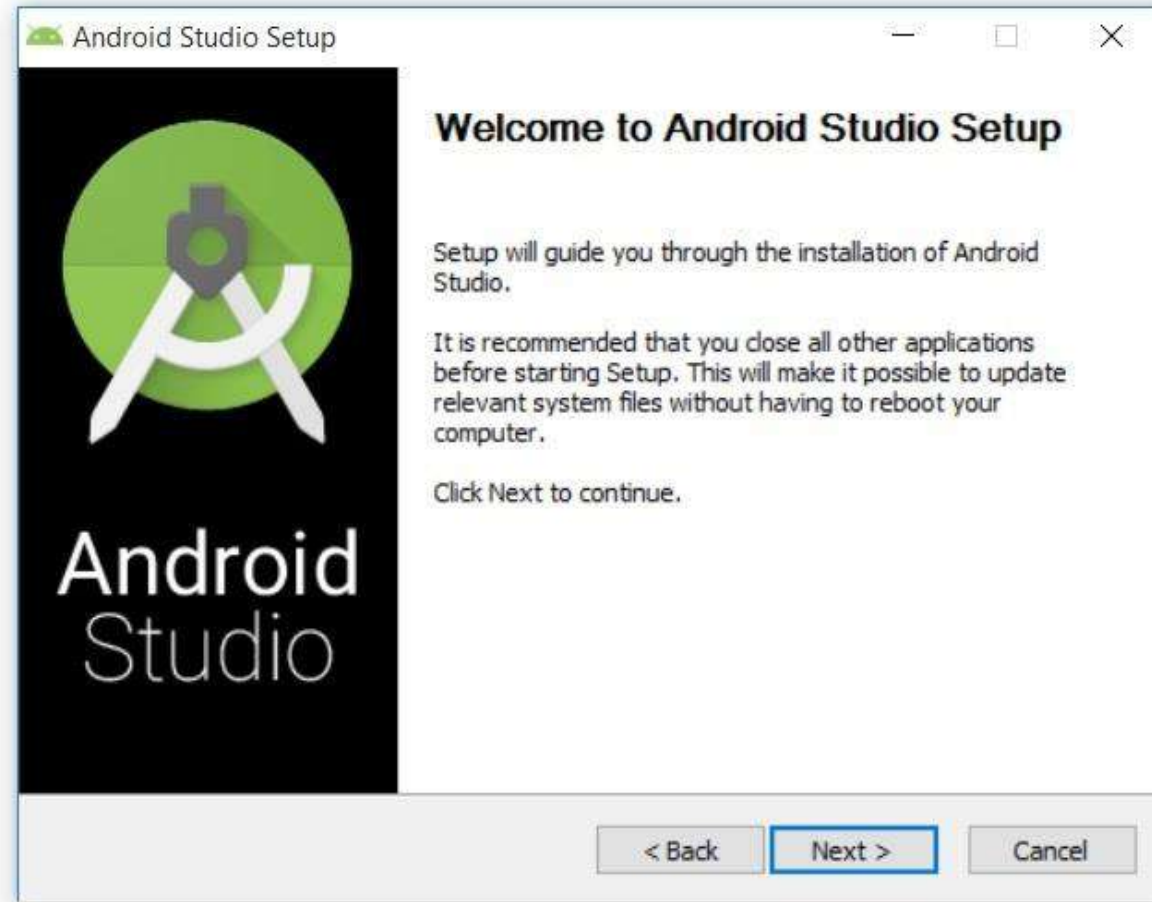 Android Studio Setup
Welcome to Android Studio Setup
Setup will guide you through the installation of Android
Studio.
It is recommended that you close all other applications
before starting Setup. This will make it possible to update
relevant system files without having to reboot your
computer.
Click Next to continue.
Android
Studio
< Back Next > Cancel